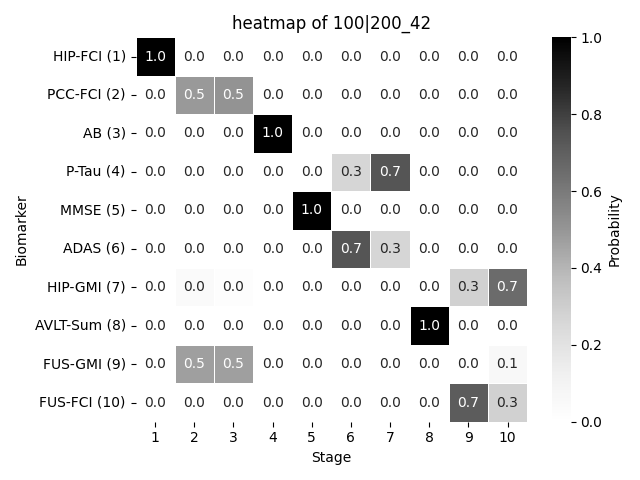 heatmap of 100|200_42
HIP-FCI (1) 1.0 0.0 0.0 0.0 0.0 0.0 0.0 0.0 0.0 0.0
PCC-FCI (2) 0.0 0.5 0.5 0.0 0.0 0.0 0.0 0.0 0.0 0.0
AB (3) 0.0 0.0 0.0 1.0 0.0 0.0 0.0 0.0 0.0 0.0
P-Tau (4) 0.0 0.0 0.0 0.0 0.0 0.3 0.7 0.0 0.0 0.0
MMSE (5) 0.0 0.0 0.0 0.0 1.0 0.0 0.0 0.0 0.0 0.0
ADAS (6) 0.0 0.0 0.0 0.0 0.0 0.7 0.3 0.0 0.0 0.0
HIP-GMI (7) 0.0 0.0 0.0 0.0 0.0 0.0 0.0 0.0 0.3 0.7
AVLT-Sum (8) 0.0 0.0 0.0 0.0 0.0 0.0 0.0 1.0 0.0 0.0
FUS-GMI (9) 0.0 0.5 0.5 0.0 0.0 0.0 0.0 0.0 0.0 0.1
FUS-FCI (10) 0.0 0.0 0.0 0.0 0.0 0.0 0.0 0.0 0.7 0.3
1 2 3 4 5 6 7 8 9 10
Stage
Biomarker
1.0
0.8
0.6
0.4
0.2
0.0
Probability